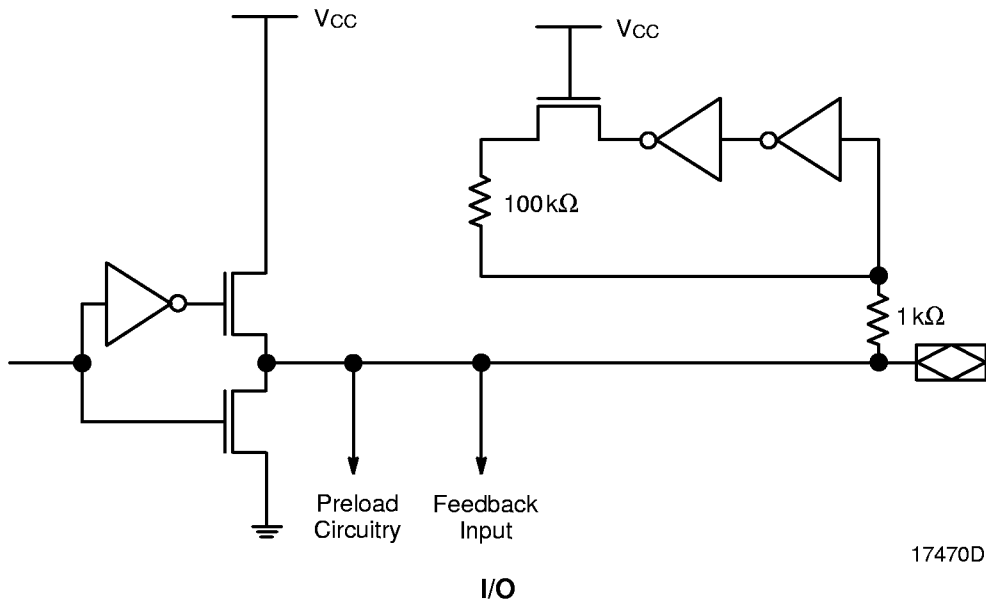 VCC
VCC
100kΩ
1kΩ
Preload
Circuitry
Feedback
Input
17470D
I/O